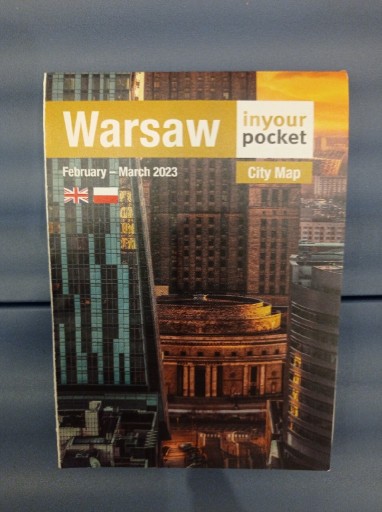 Warsaw
inyour
pocket
February – March 2023
City Map